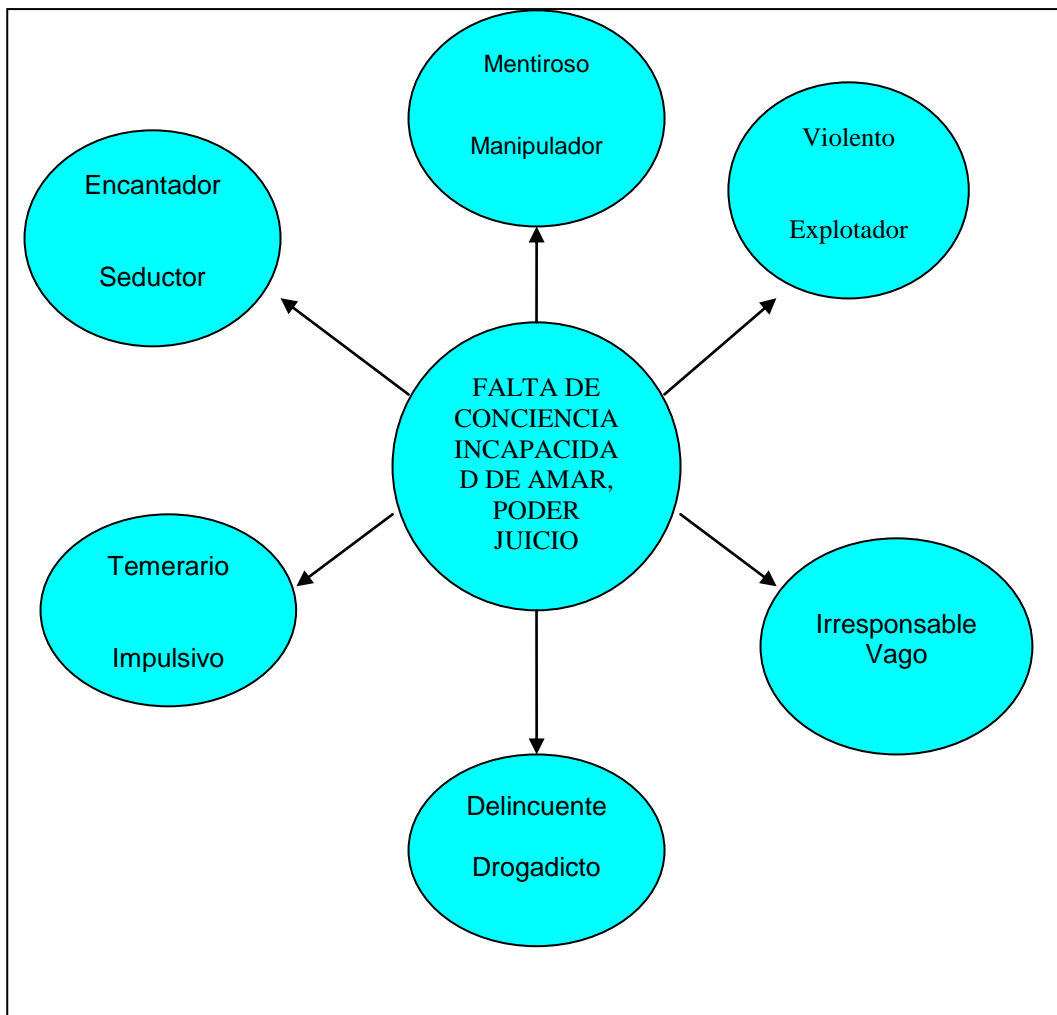 Mentiroso
Manipulador
Violento
Explotador
Encantador
Seductor
FALTA DE
CONCIENCIA
INCAPACIDA
D DE AMAR,
PODER
JUICIO
Temerario
Impulsivo
Irresponsable
Vago
Delincuente
Drogadicto